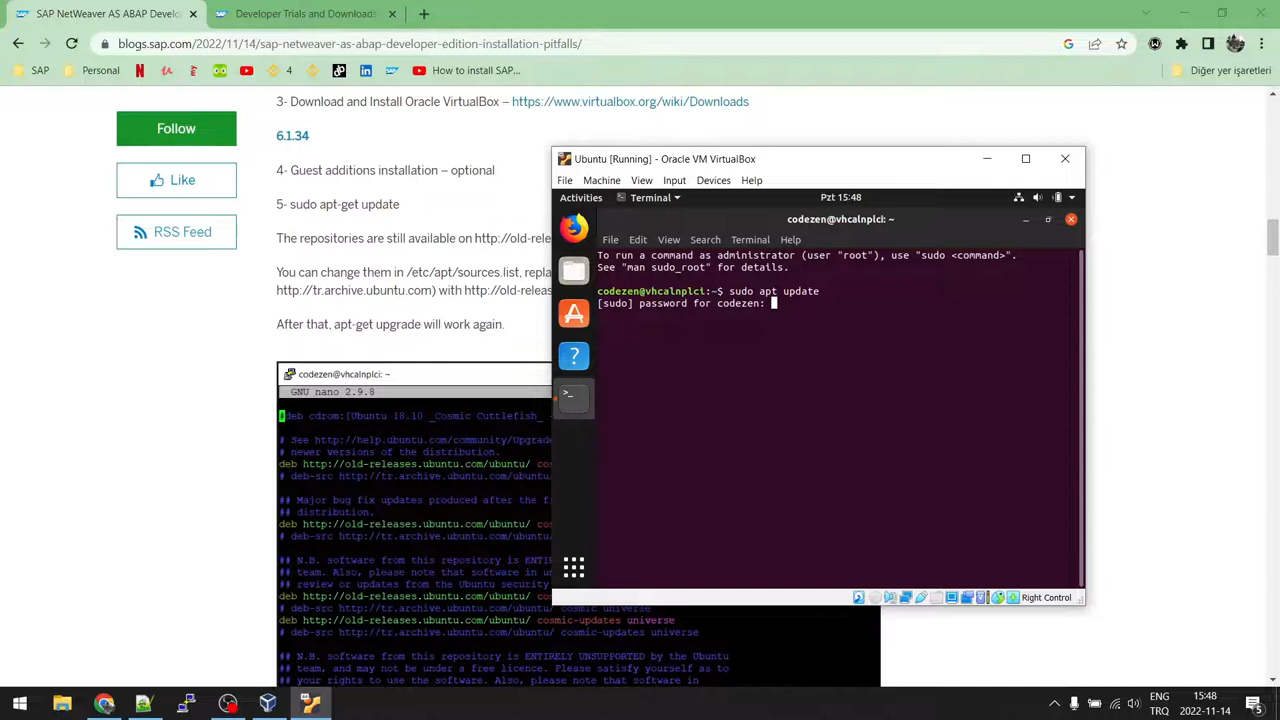 SAP NetWeaver AS ABAP Develope
Developer Trials and Downloads
blogs.sap.com/2022/11/14/sap-netweaver-as-abap-developer-edition-installation-pitfalls/
SAP
Personal
4
How to install SAP...
Diğer yer işaretleri
3- Download and Install Oracle VirtualBox – https://www.virtualbox.org/wiki/Downloads
Follow
6.1.34
Like
4- Guest additions installation – optional
RSS Feed
5- sudo apt-get update
The repositories are still available on http://old-rele
You can change them in /etc/apt/sources.list, repla
http://tr.archive.ubuntu.com) with http://old-relea
After that, apt-get upgrade will work again.
codezen@vhcalnplci: ~
GNU nano 2.9.8
#deb cdrom:[Ubuntu 18.10 _Cosmic Cuttlefish_ -
# See http://help.ubuntu.com/community/Upgrade
# newer versions of the distribution.
deb http://old-releases.ubuntu.com/ubuntu/ cos
# deb-src http://tr.archive.ubuntu.com/ubuntu/
## Major bug fix updates produced after the fi
## distribution.
deb http://old-releases.ubuntu.com/ubuntu/ cos
# deb-src http://tr.archive.ubuntu.com/ubuntu/
## N.B. software from this repository is ENTIR
## team. Also, please note that software in un
## review or updates from the Ubuntu security
deb http://old-releases.ubuntu.com/ubuntu/ cosmic universe
# deb-src http://tr.archive.ubuntu.com/ubuntu/ cosmic universe
deb http://old-releases.ubuntu.com/ubuntu/ cosmic-updates universe
# deb-src http://tr.archive.ubuntu.com/ubuntu/ cosmic-updates universe
## N.B. software from this repository is ENTIRELY UNSUPPORTED by the Ubuntu
## team, and may not be under a free licence. Please satisfy yourself as to
## your rights to use the software. Also, please note that software in
Ubuntu [Running] - Oracle VM VirtualBox
File Machine View Input Devices Help
Activities
Terminal
Pzt 15:48
codezen@vhcalnplci: ~
File Edit View Search Terminal Help
To run a command as administrator (user "root"), use "sudo <command>".
See "man sudo_root" for details.
codezen@vhcalnplci:~$ sudo apt update
[sudo] password for codezen:
Right Control
ENG
TRQ
15:48
2022-11-14
5